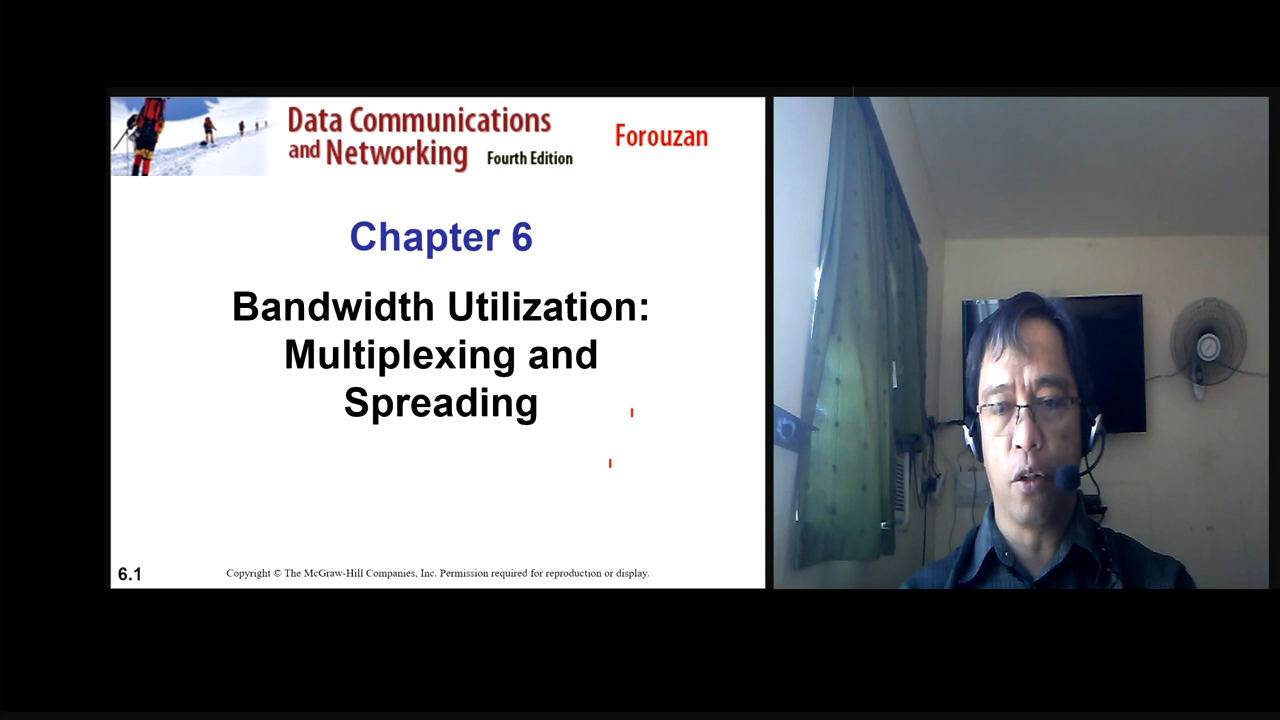 Data Communications
and Networking Fourth Edition
Forouzan
Chapter 6
Bandwidth Utilization:
Multiplexing and
Spreading
6.1
Copyright © The McGraw-Hill Companies, Inc. Permission required for reproduction or display.